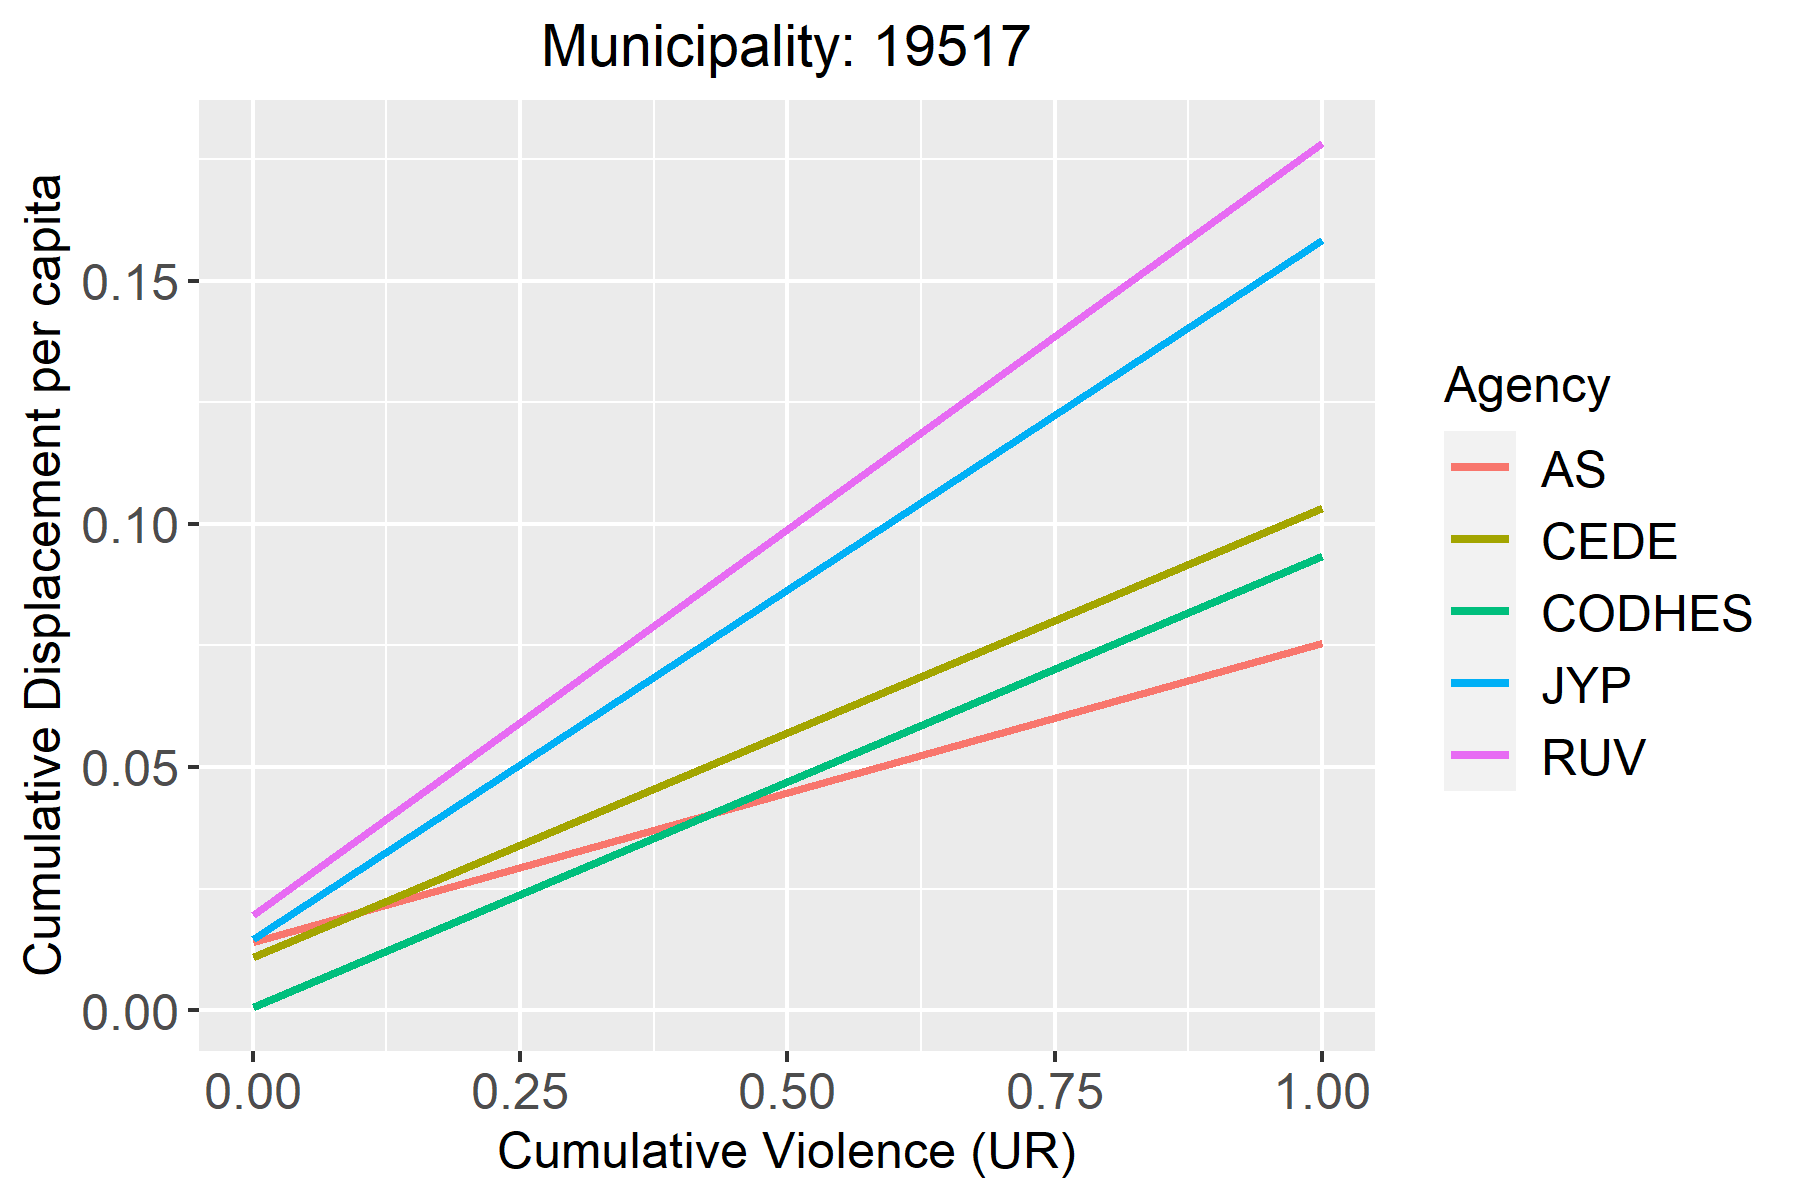 Municipality: 19517
Cumulative Displacement per capita
0.15
0.10
0.05
0.00
0.00 0.25 0.50 0.75 1.00
Cumulative Violence (UR)
Agency
AS
CEDE
CODHES
JYP
RUV